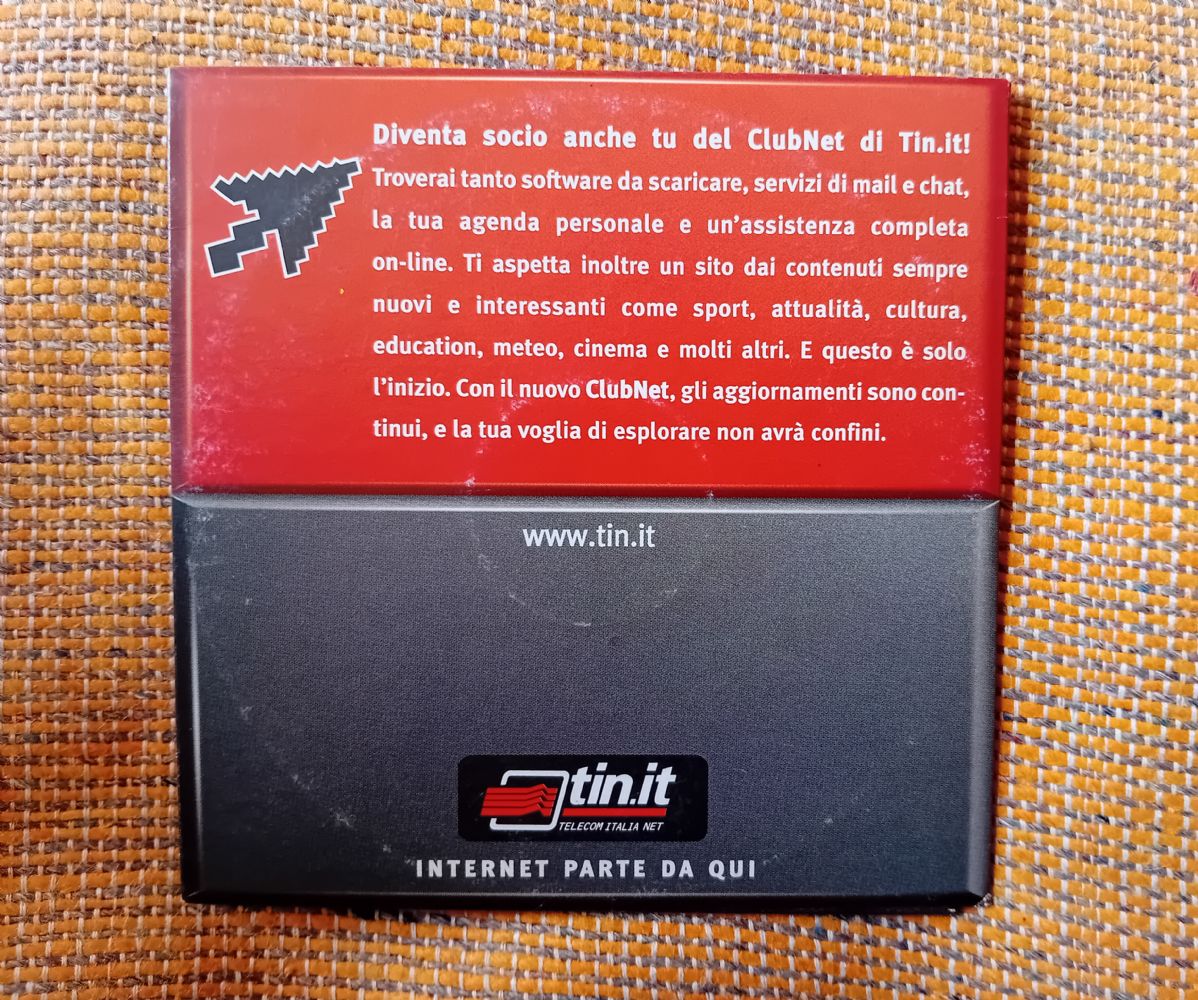 Diventa socio anche tu del ClubNet di Tin.it!
Troverai tanto software da scaricare, servizi di mail e chat,
la tua agenda personale e un'assistenza completa
on-line. Ti aspetta inoltre un sito dai contenuti sempre
nuovi e interessanti come sport, attualità, cultura,
education, meteo, cinema e molti altri. E questo è solo
l'inizio. Con il nuovo ClubNet, gli aggiornamenti sono con-
tinui, e la tua voglia di esplorare non avrà confini.
www.tin.it
tin.it
TELECOM ITALIA NET
INTERNET PARTE DA QUI